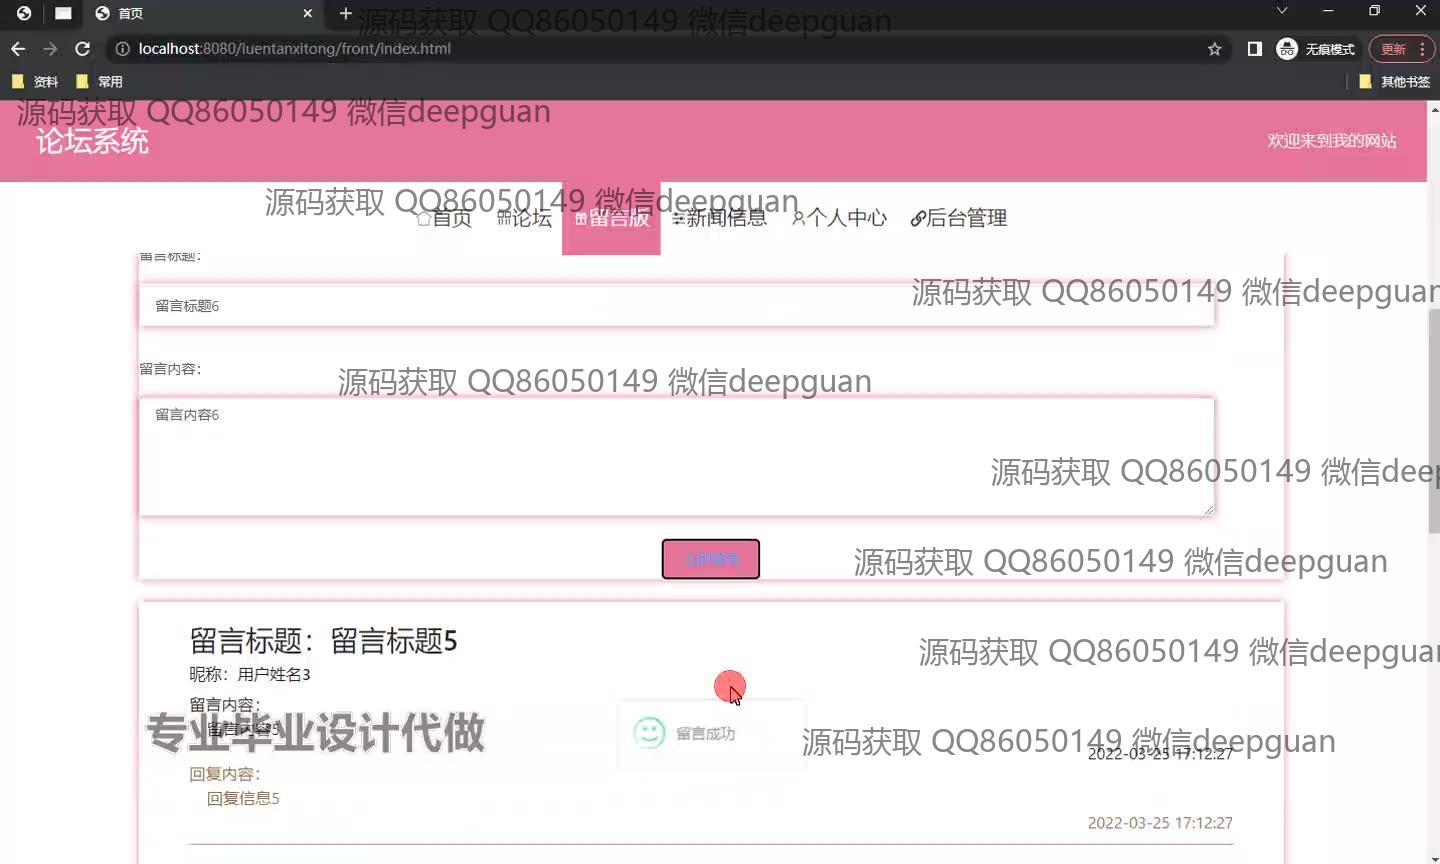 首页
源码获取 QQ86050149 微信deepguan
localhost:8080/luentanxitong/front/index.html
无痕模式
更新
资料
常用
其他书签
源码获取 QQ86050149 微信deepguan
论坛系统
欢迎来到我的网站
源码获取 QQ86050149 微信deepguan
首页
论坛
留言版
新闻信息
个人中心
后台管理
留言标题：
源码获取 QQ86050149 微信deepguan
留言标题6
留言内容：
源码获取 QQ86050149 微信deepguan
留言内容6
源码获取 QQ86050149 微信deep
源码获取 QQ86050149 微信deepguan
留言标题：留言标题5
源码获取 QQ86050149 微信deepguan
昵称：用户姓名3
留言内容：
留言内容5
专业毕业设计代做
留言成功
源码获取 QQ86050149 微信deepguan
2022-03-25 17:12:27
回复内容：
回复信息5
2022-03-25 17:12:27